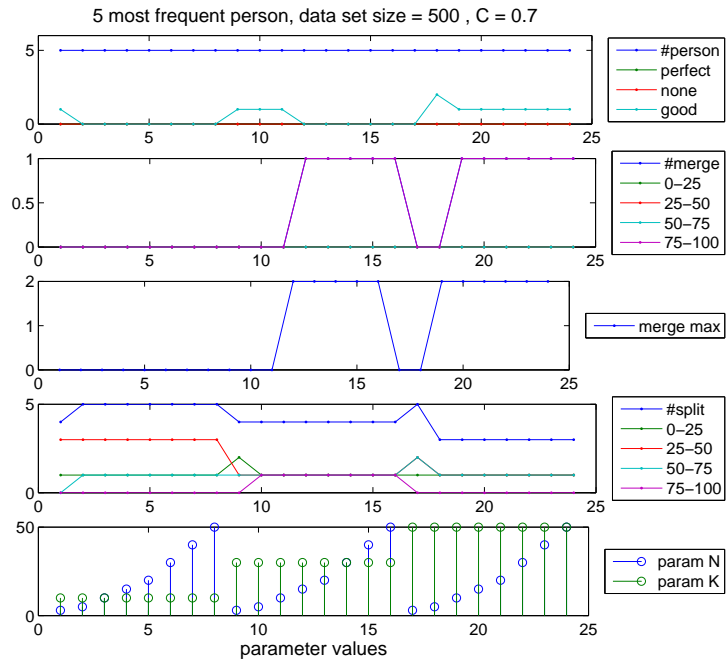 5 most frequent person, data set size = 500 , C = 0.7
5
0
0 5 10 15 20 25
#person
perfect
none
good
1
0.5
0
0 5 10 15 20 25
#merge
0−25
25−50
50−75
75−100
2
1
0
0 5 10 15 20 25
merge max
5
0
0 5 10 15 20 25
#split
0−25
25−50
50−75
75−100
50
0
0 5 10 15 20 25
param N
param K
parameter values